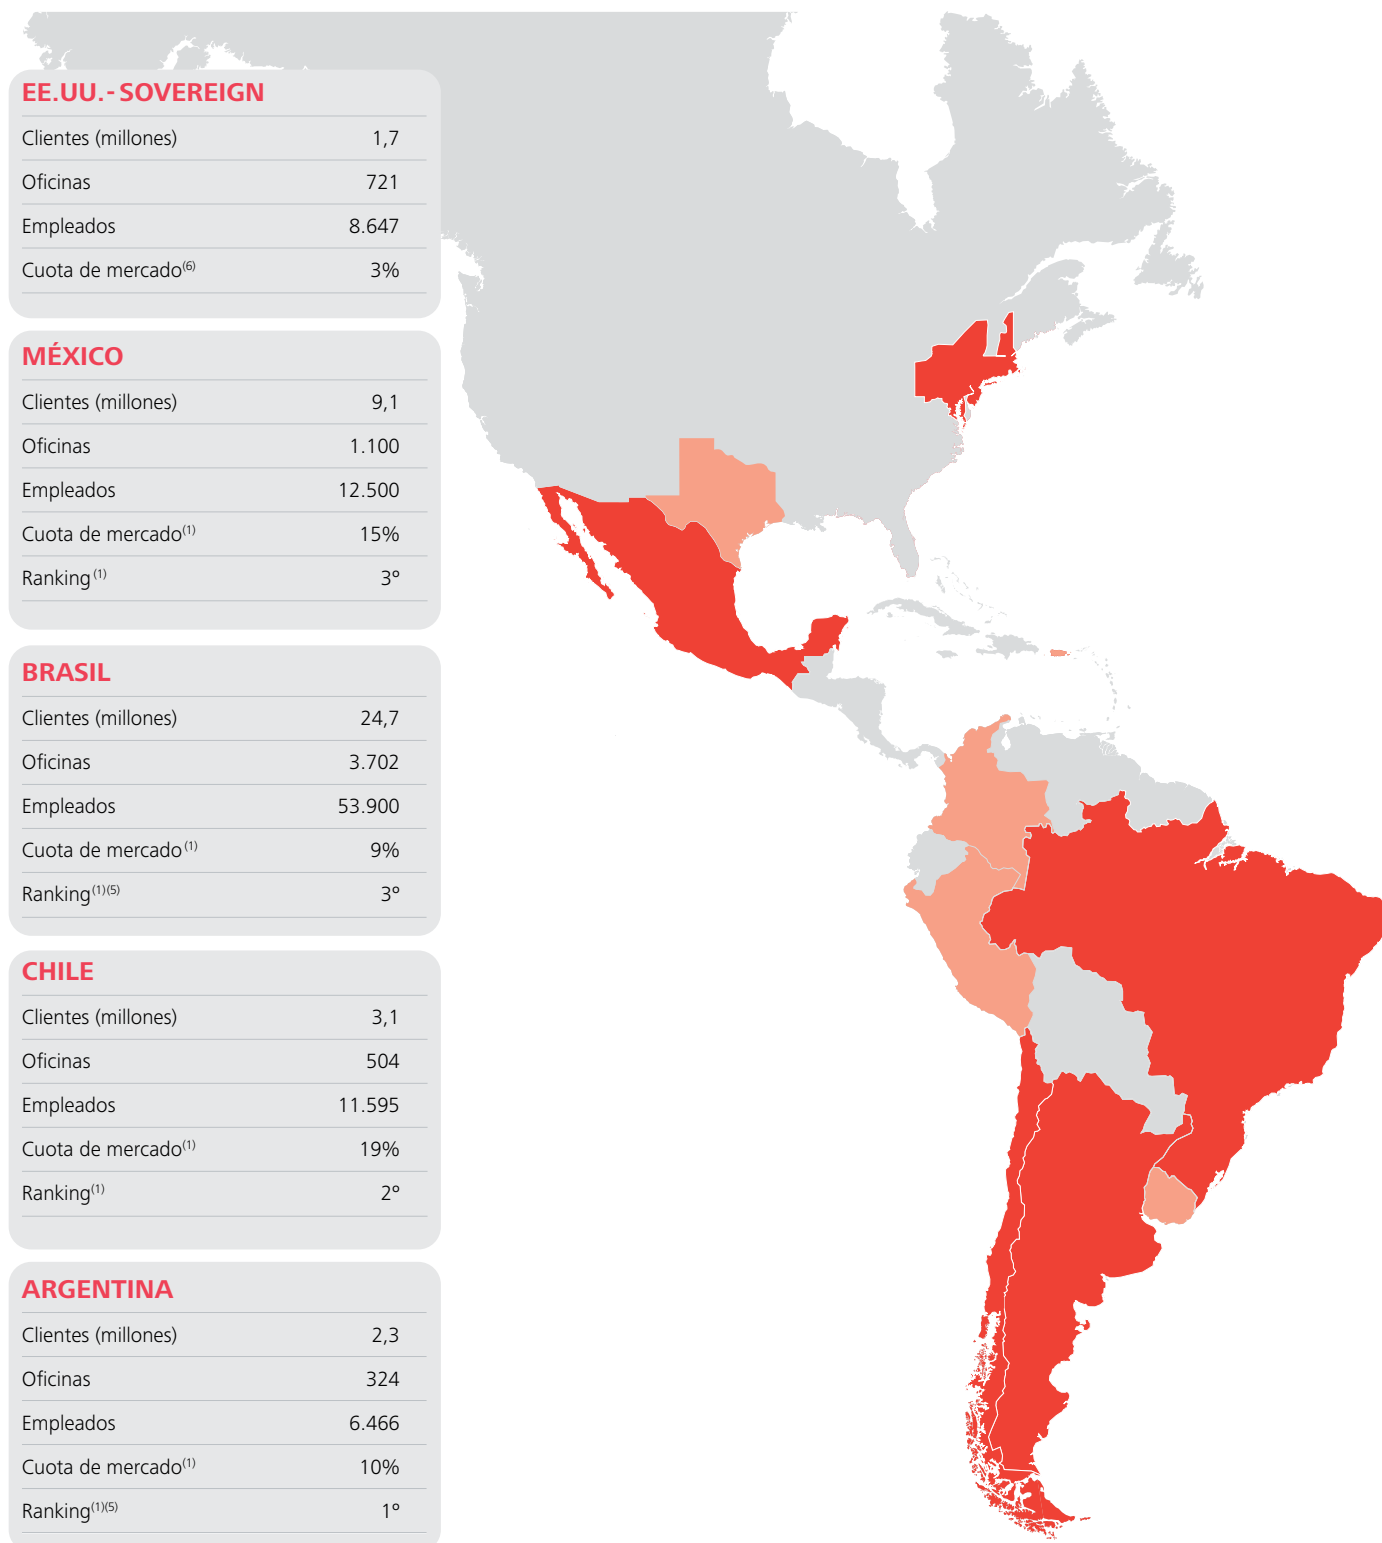 EE.UU. - SOVEREIGN
Clientes (millones) 1,7
Oficinas 721
Empleados 8.647
Cuota de mercado(6) 3%
MÉXICO
Clientes (millones) 9,1
Oficinas 1.100
Empleados 12.500
Cuota de mercado(1) 15%
Ranking(1) 3º
BRASIL
Clientes (millones) 24,7
Oficinas 3.702
Empleados 53.900
Cuota de mercado(1) 9%
Ranking(1)(5) 3º
CHILE
Clientes (millones) 3,1
Oficinas 504
Empleados 11.595
Cuota de mercado(1) 19%
Ranking(1) 2º
ARGENTINA
Clientes (millones) 2,3
Oficinas 324
Empleados 6.466
Cuota de mercado(1) 10%
Ranking(1)(5) 1º